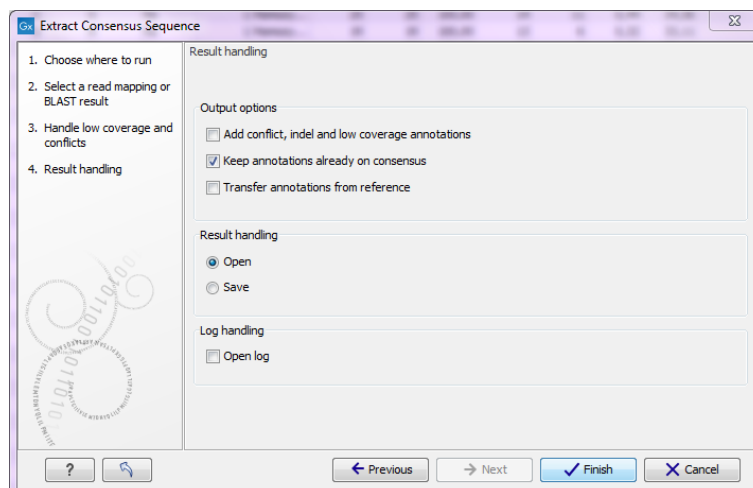 Gx Extract Consensus Sequence
1. Choose where to run
2. Select a read mapping or
BLAST result
3. Handle low coverage and
conflicts
4. Result handling
Result handling
Output options
Add conflict, indel and low coverage annotations
Keep annotations already on consensus
Transfer annotations from reference
Result handling
Open
Save
Log handling
Open log
?
Previous
Next
Finish
Cancel